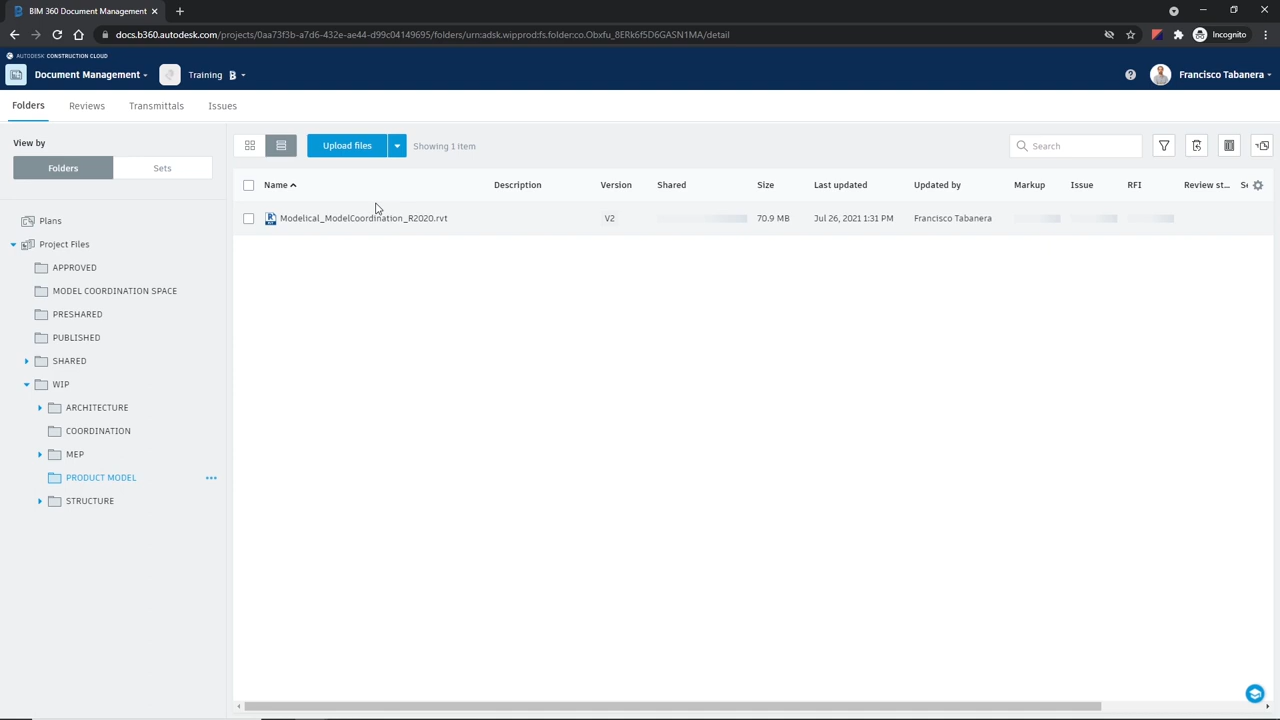 BIM 360 Document Management
docs.b360.autodesk.com/projects/0aa73f3b-a7d6-432e-ae44-d99c04149695/folders/urn:adsk.wipprod:fs.folder:co.Obxfu_8ERk6f5D6GASN1MA/detail
Incognito
AUTODESK CONSTRUCTION CLOUD
Document Management
Training B
Francisco Tabanera
Folders Reviews Transmittals Issues
View by
Folders Sets
Upload files Showing 1 item Search
Name Description Version Shared Size Last updated Updated by Markup Issue RFI Review st...
Modelical_ModelCoordination_R2020.rvt V2 70.9 MB Jul 26, 2021 1:31 PM Francisco Tabanera
Plans
Project Files
APPROVED
MODEL COORDINATION SPACE
PRESHARED
PUBLISHED
SHARED
WIP
ARCHITECTURE
COORDINATION
MEP
PRODUCT MODEL
STRUCTURE